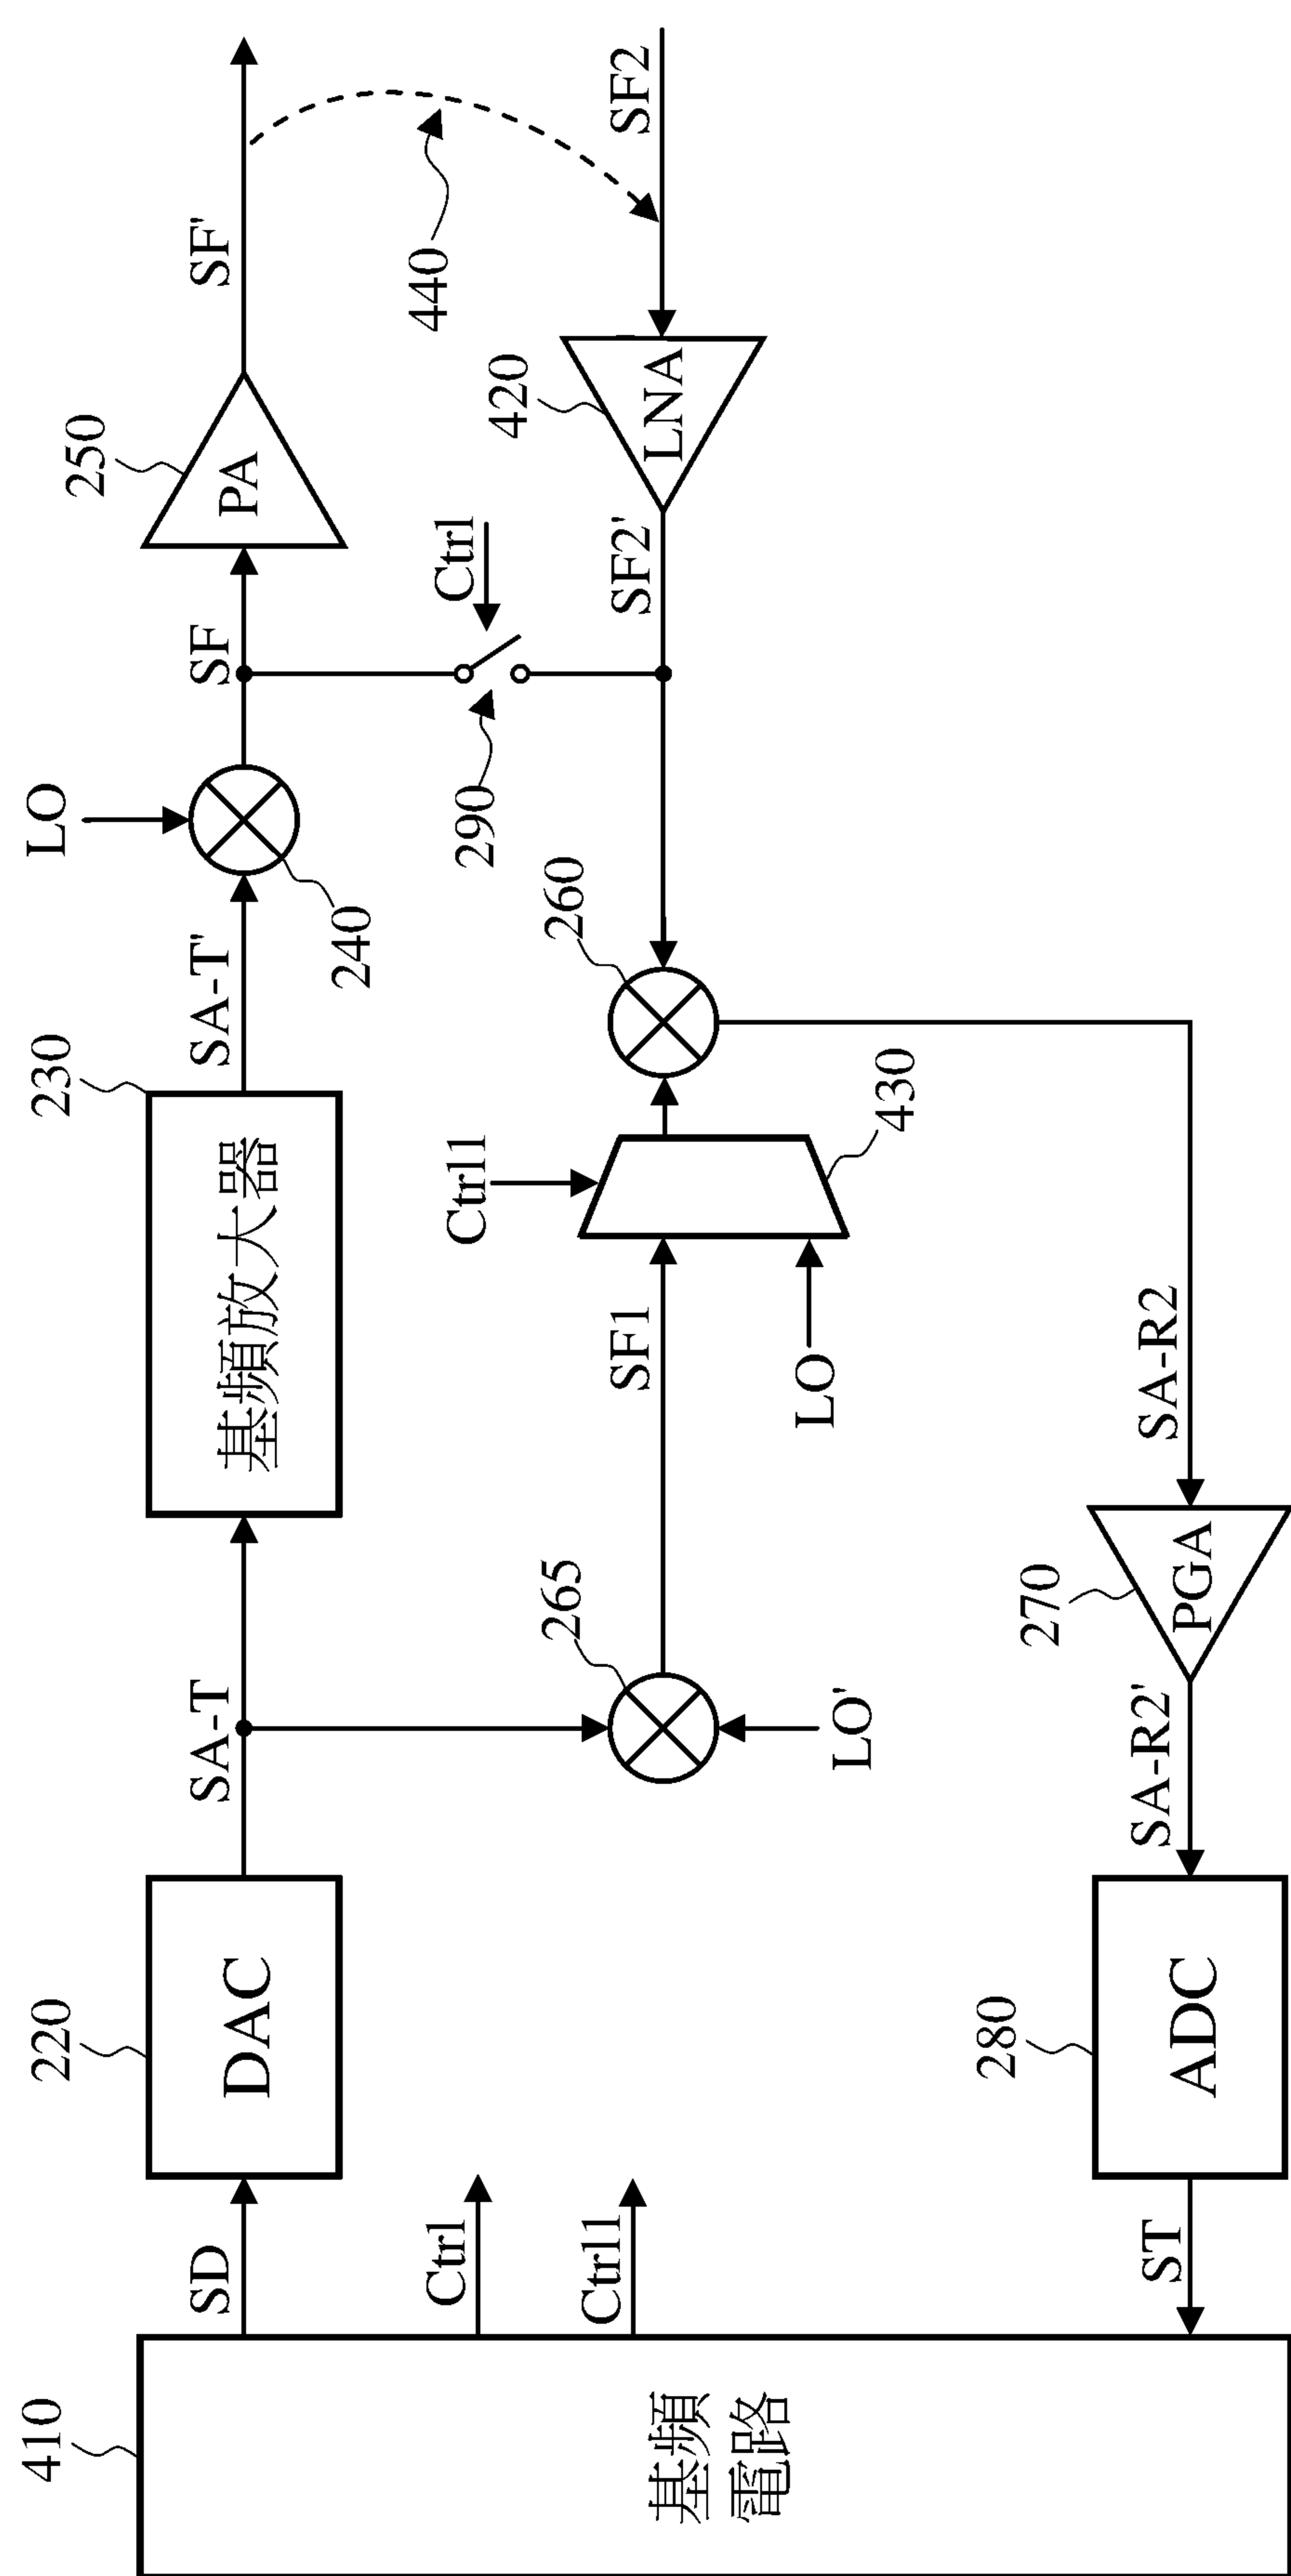 410
基頻
電路
SD
Ctrl
Ctrl1
ST
220
DAC
280
ADC
SA-T
265
LO'
SA-R2'
270
PGA
230
基頻放大器
SF1
LO
Ctrl1
430
SA-R2
SA-T'
240
LO
260
290
SF
Ctrl
SF2'
250
PA
420
LNA
SF'
440
SF2